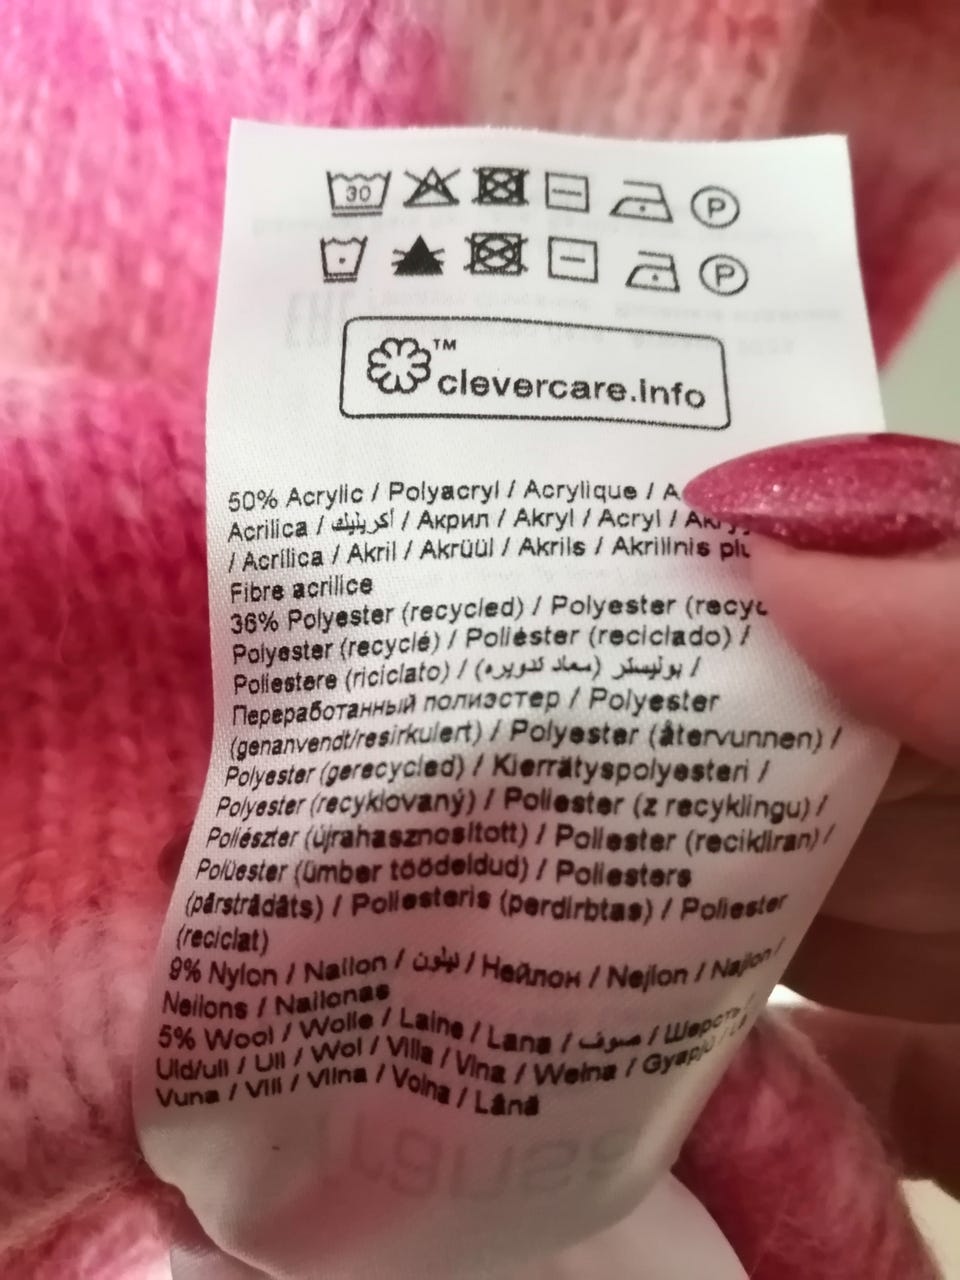 30
P
P
™ clevercare.info
50% Acrylic / Polyacryl / Acrylique / A
Acrilica / أكريليك / Акрил / Akryl / Acryl /
/ Acrílica / Akril / Akrüül / Akrils / Akrilinis
Fibre acrilice
36% Polyester (recycled) / Polyester
Polyester (recyclé) / Poliéster (reciclado) /
Poliestere (riciclato) / بوليستر (معاد تدويره) /
Переработанный полиэстер / Polyester
(genanvendt/resirkulert) / Polyester (återvunnen) /
Polyester (gerecycled) / Kierrätyspolyesteri /
Polyester (recyklovaný) / Poliester (z recyklingu) /
Poliészter (újrahasznosított) / Poliester (recikliran) /
Polüester (ümber töödeldud) / Poliesters
(pārstrādāts) / Poliesteris (perdirbtas) / Poliester
(reciclat)
9% Nylon / Nailon / نيلون / Нейлон / Nejlon / Najlon /
Neilons / Nailonas
5% Wool / Wolle / Laine / Lana / صوف / Шерсть /
Uld/ull / Ull / Wol / Villa / Vlna / Wełna / Gyapjú /
Vuna / Vill / Vilna / Volna / Lână